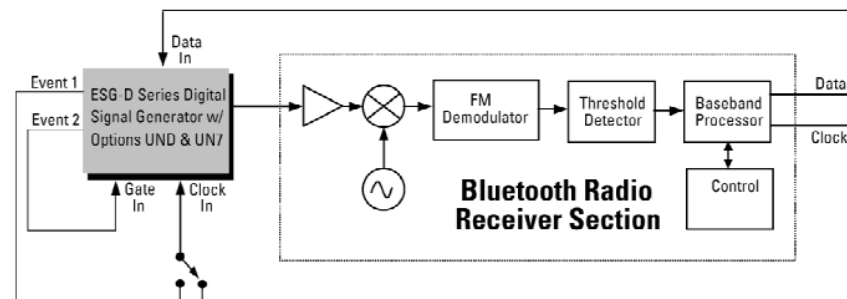 Data
In
Event 1
Event 2
ESG-D Series Digital
Signal Generator w/
Options UND & UN7
Gate
In
Clock
In
FM
Demodulator
Threshold
Detector
Baseband
Processor
Data
Clock
Control
Bluetooth Radio
Receiver Section